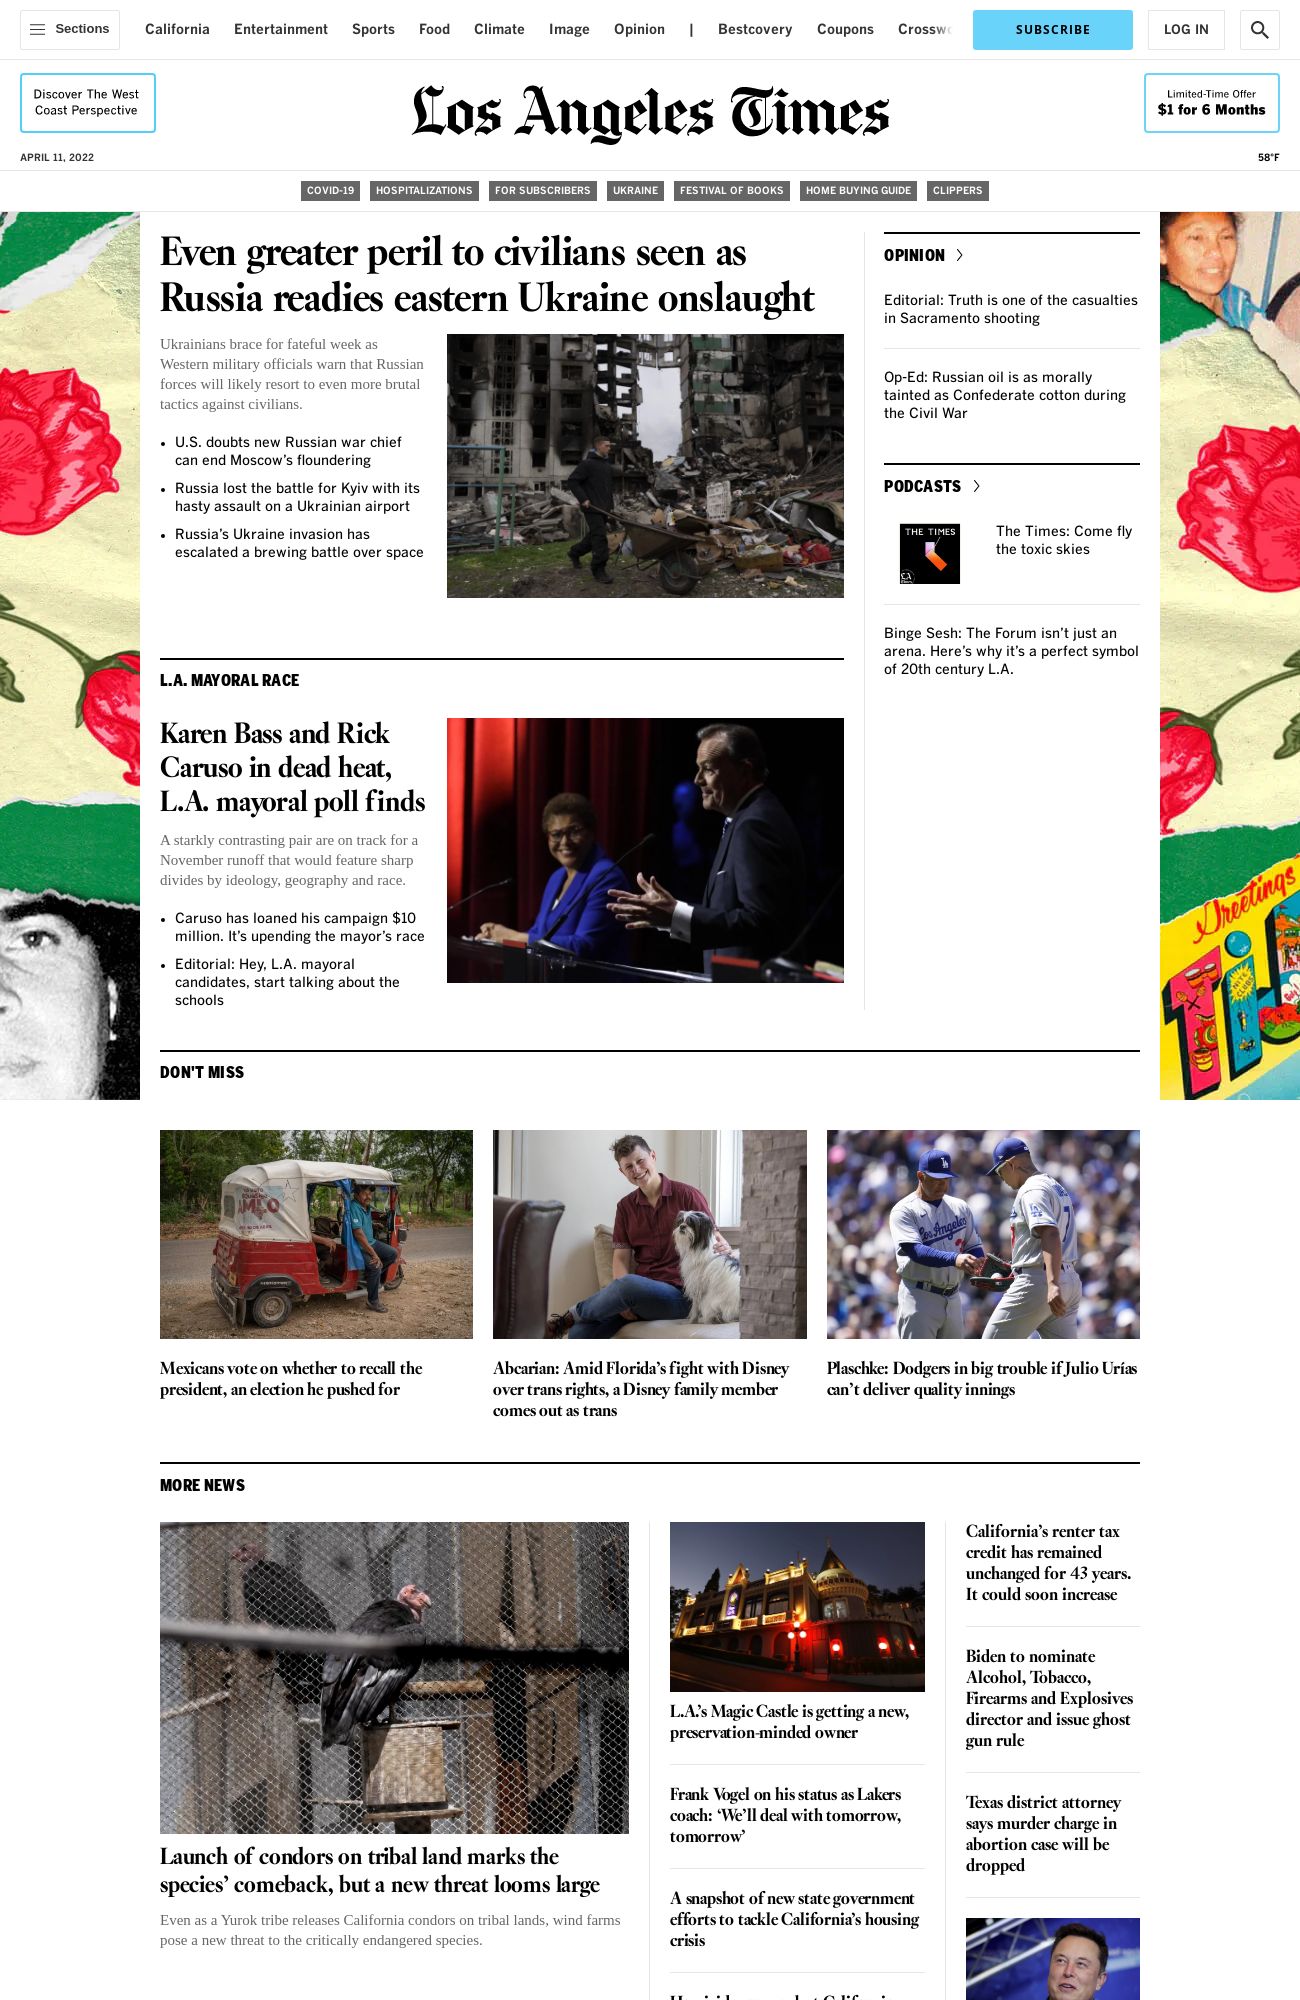 Sections
California
Entertainment
Sports
Food
Climate
Image
Opinion
|
Bestcovery
Coupons
SUBSCRIBE
LOG IN
Discover The West
Coast Perspective
Los Angeles Times
Limited-Time Offer
$1 for 6 Months
APRIL 11, 2022
58°F
COVID-19
HOSPITALIZATIONS
FOR SUBSCRIBERS
UKRAINE
FESTIVAL OF BOOKS
HOME BUYING GUIDE
CLIPPERS
Even greater peril to civilians seen as
Russia readies eastern Ukraine onslaught
Ukrainians brace for fateful week as
Western military officials warn that Russian
forces will likely resort to even more brutal
tactics against civilians.
• U.S. doubts new Russian war chief
can end Moscow’s floundering
• Russia lost the battle for Kyiv with its
hasty assault on a Ukrainian airport
• Russia’s Ukraine invasion has
escalated a brewing battle over space
OPINION
Editorial: Truth is one of the casualties
in Sacramento shooting
Op-Ed: Russian oil is as morally
tainted as Confederate cotton during
the Civil War
PODCASTS
THE TIMES
The Times: Come fly
the toxic skies
Binge Sesh: The Forum isn’t just an
arena. Here’s why it’s a perfect symbol
of 20th century L.A.
L.A. MAYORAL RACE
Karen Bass and Rick
Caruso in dead heat,
L.A. mayoral poll finds
A starkly contrasting pair are on track for a
November runoff that would feature sharp
divides by ideology, geography and race.
• Caruso has loaned his campaign $10
million. It’s upending the mayor’s race
• Editorial: Hey, L.A. mayoral
candidates, start talking about the
schools
Greetings
DON'T MISS
Los Angeles
Mexicans vote on whether to recall the
president, an election he pushed for
Abcarian: Amid Florida’s fight with Disney
over trans rights, a Disney family member
comes out as trans
Plaschke: Dodgers in big trouble if Julio Urías
can’t deliver quality innings
MORE NEWS
Launch of condors on tribal land marks the
species’ comeback, but a new threat looms large
Even as a Yurok tribe releases California condors on tribal lands, wind farms
pose a new threat to the critically endangered species.
L.A.’s Magic Castle is getting a new,
preservation-minded owner
Frank Vogel on his status as Lakers
coach: ‘We’ll deal with tomorrow,
tomorrow’
A snapshot of new state government
efforts to tackle California’s housing
crisis
California’s renter tax
credit has remained
unchanged for 43 years.
It could soon increase
Biden to nominate
Alcohol, Tobacco,
Firearms and Explosives
director and issue ghost
gun rule
Texas district attorney
says murder charge in
abortion case will be
dropped